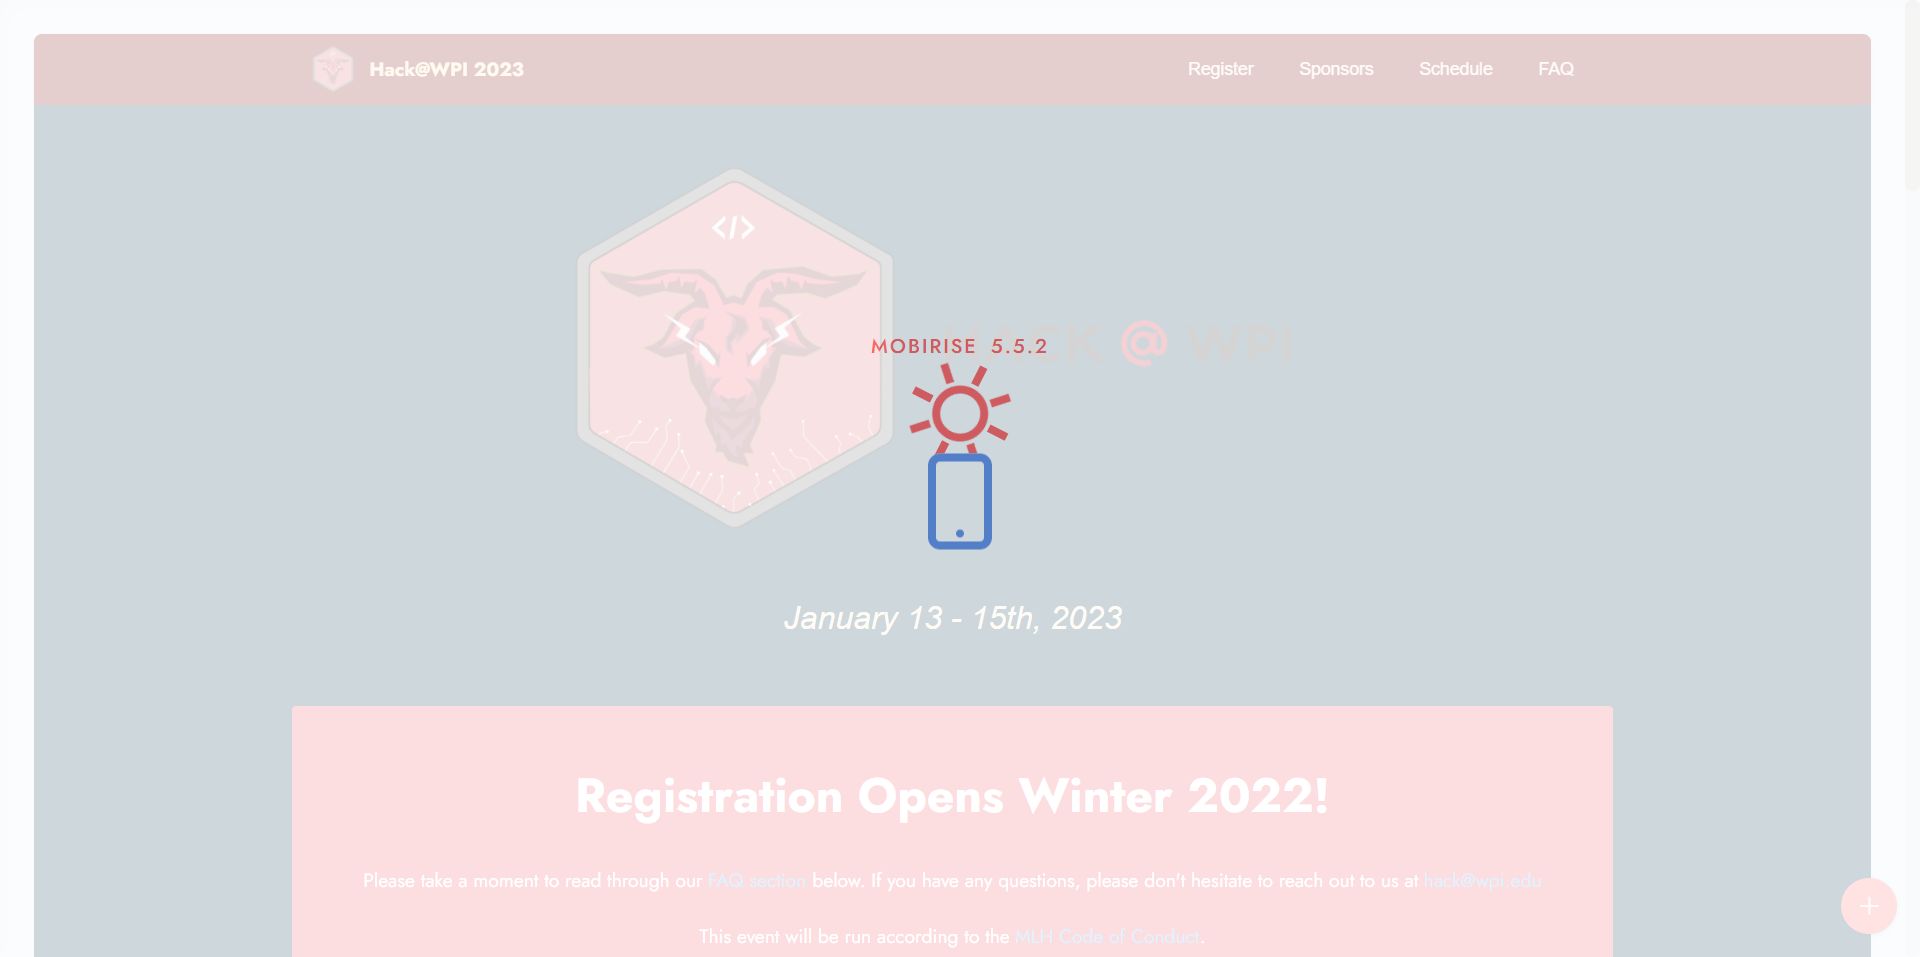 Hack@WPI 2023
Register
Sponsors
Schedule
FAQ
</>
HACK @ WPI
MOBIRISE 5.5.2
January 13 - 15th, 2023
Registration Opens Winter 2022!
Please take a moment to read through our FAQ section below. If you have any questions, please don't hesitate to reach out to us at hack@wpi.edu
This event will be run according to the MLH Code of Conduct.
+